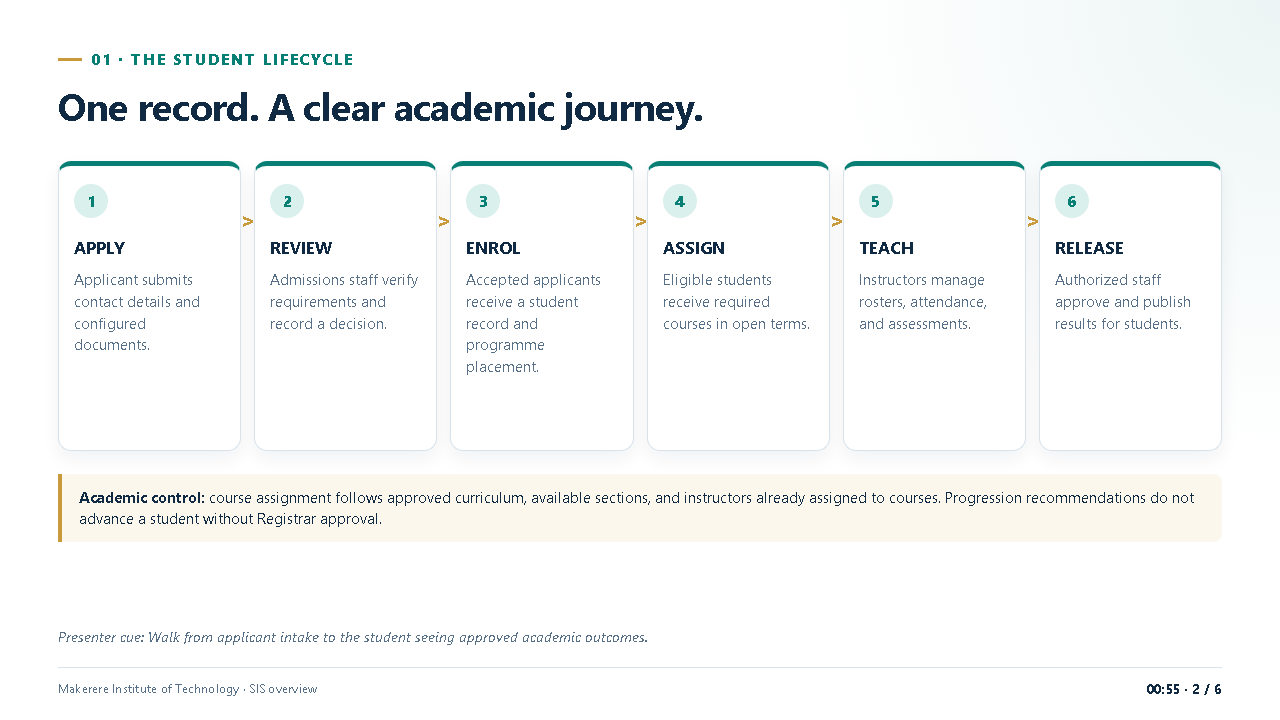 01 · THE STUDENT LIFECYCLE
One record. A clear academic journey.
1
APPLY
Applicant submits
contact details and
configured
documents.
>
2
REVIEW
Admissions staff verify
requirements and
record a decision.
>
3
ENROL
Accepted applicants
receive a student
record and
programme
placement.
>
4
ASSIGN
Eligible students
receive required
courses in open terms.
>
5
TEACH
Instructors manage
rosters, attendance,
and assessments.
>
6
RELEASE
Authorized staff
approve and publish
results for students.
Academic control: course assignment follows approved curriculum, available sections, and instructors already assigned to courses. Progression recommendations do not
advance a student without Registrar approval.
Presenter cue: Walk from applicant intake to the student seeing approved academic outcomes.
Makerere Institute of Technology · SIS overview
00:55 · 2 / 6